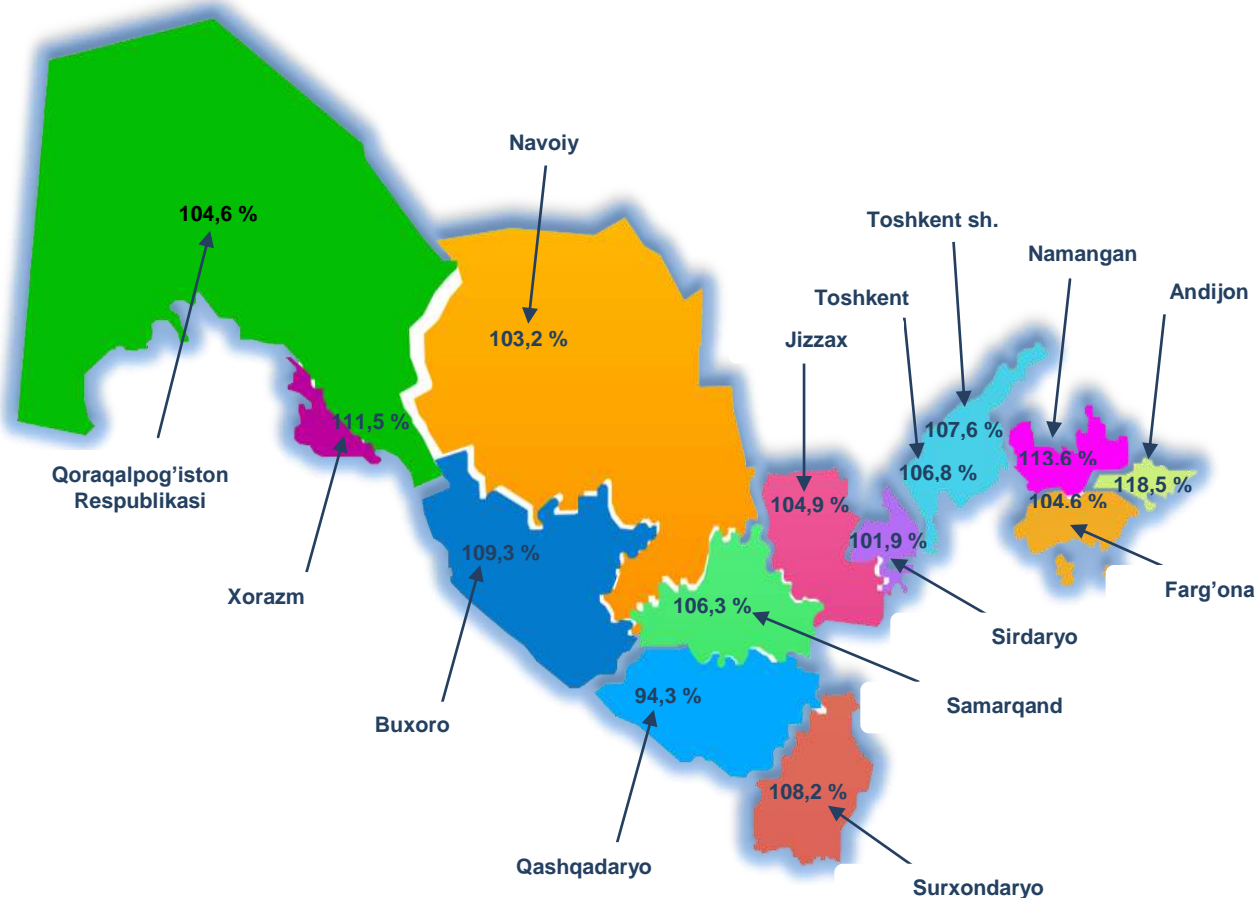 Navoiy
104,6 %
Toshkent sh.
Namangan
Toshkent
Andijon
103,2 %
Jizzax
111,5 %
107,6 %
113,6 %
Qoraqalpog’iston
Respublikasi
106,8 %
118,5 %
104,9 %
104,6 %
101,9 %
109,3 %
Xorazm
Farg’ona
106,3 %
Sirdaryo
94,3 %
Samarqand
Buxoro
108,2 %
Qashqadaryo
Surxondaryo